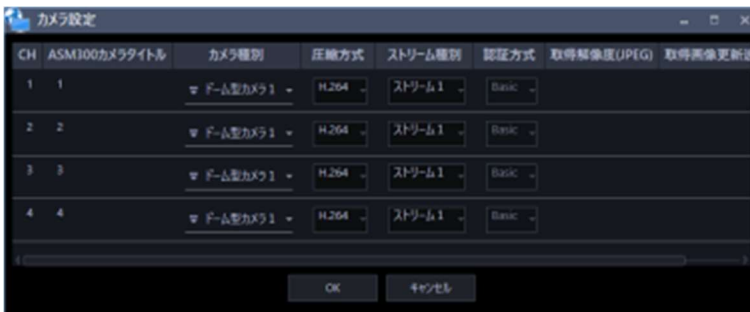 カメラ設定
CH ASM300カメラタイトル カメラ種別 圧縮方式 ストリーム種別 認証方式 取得解像度(JPEG) 取得画像更新
1 1 ドーム型カメラ1 H.264 ストリーム1 Basic
2 2 ドーム型カメラ1 H.264 ストリーム1 Basic
3 3 ドーム型カメラ1 H.264 ストリーム1 Basic
4 4 ドーム型カメラ1 H.264 ストリーム1 Basic
OK キャンセル